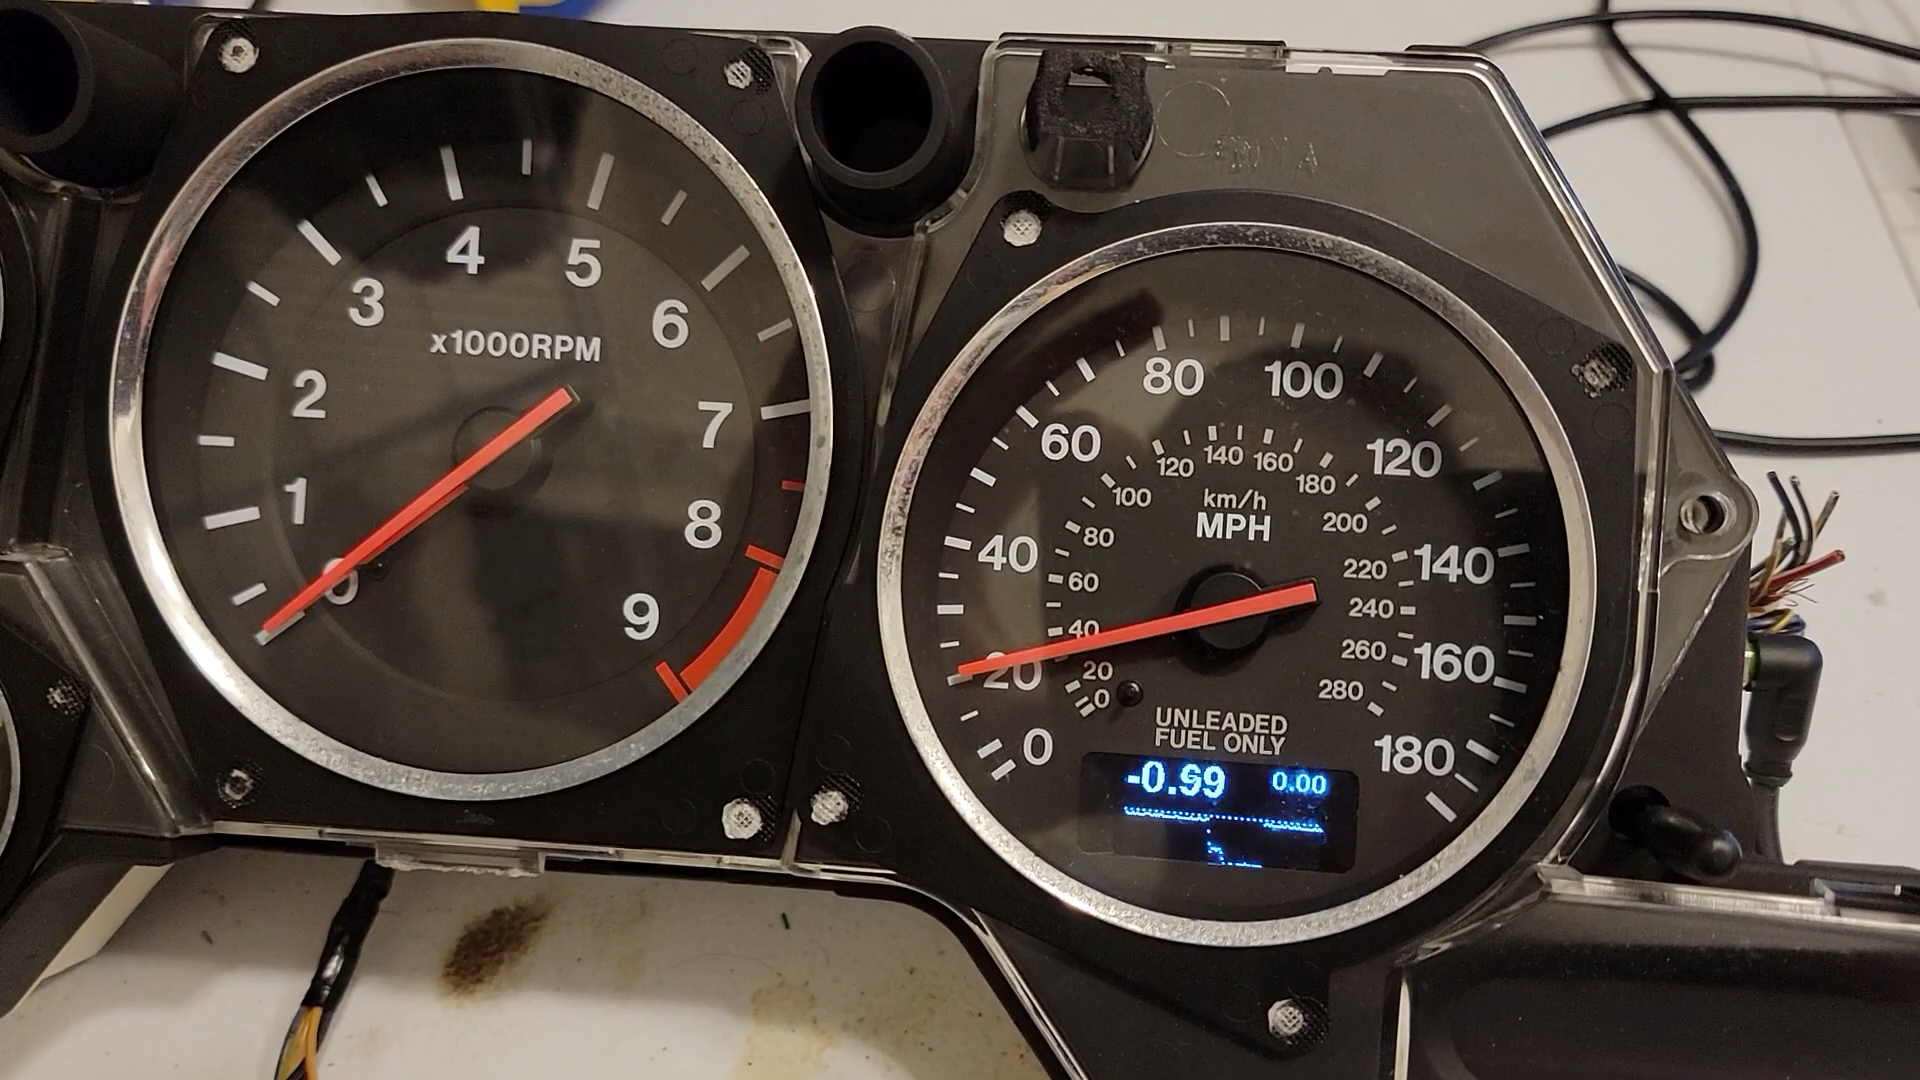 4 5
3 6
x1000RPM
2 7
1 8
0 9
80 100
60 120
120 140 160
100 180
km/h
MPH
80 200
40 140
60 220
40 240
20 160
20 260
0 280
UNLEADED
FUEL ONLY
0 180
-0.99 0.00